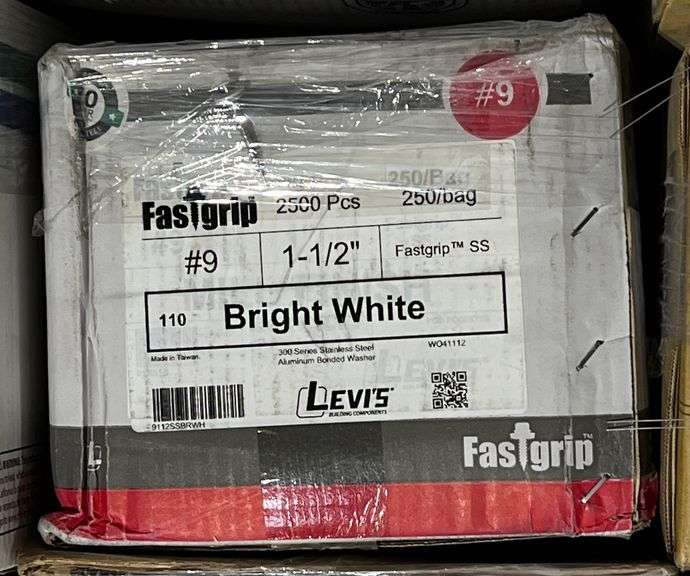 #9
250/Bag
Fastgrip 2500 Pcs 250/bag
#9 1-1/2" Fastgrip™ SS
110 Bright White
Made in Taiwan 300 Series Stainless Steel WO41112
Aluminum Bonded Washer
LEVI'S
BUILDING COMPONENTS
9112SSBRWH
Fastgrip™